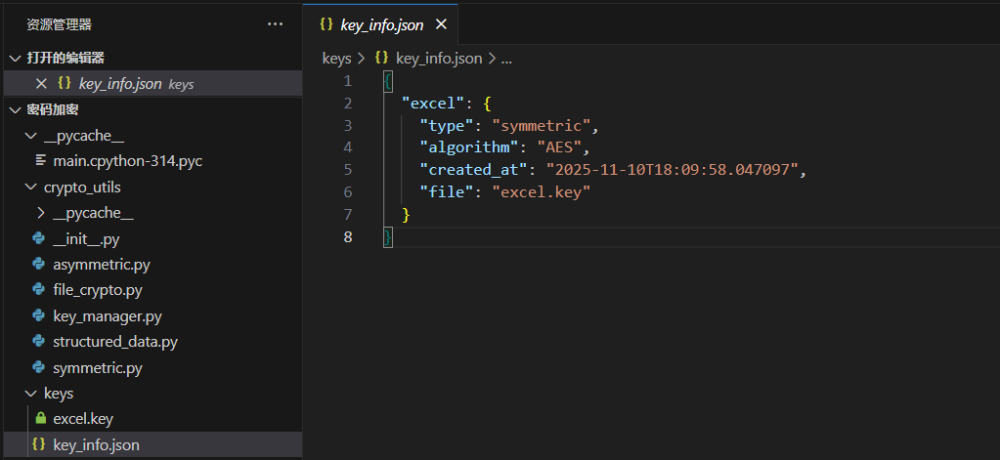 资源管理器
···
打开的编辑器
key_info.json keys
密码加密
__pycache__
main.cpython-314.pyc
crypto_utils
__pycache__
__init__.py
asymmetric.py
file_crypto.py
key_manager.py
structured_data.py
symmetric.py
keys
excel.key
{} key_info.json
{} key_info.json
keys > {} key_info.json > ...
1 {
2 "excel": {
3 "type": "symmetric",
4 "algorithm": "AES",
5 "created_at": "2025-11-10T18:09:58.047097",
6 "file": "excel.key"
7 }
8 }